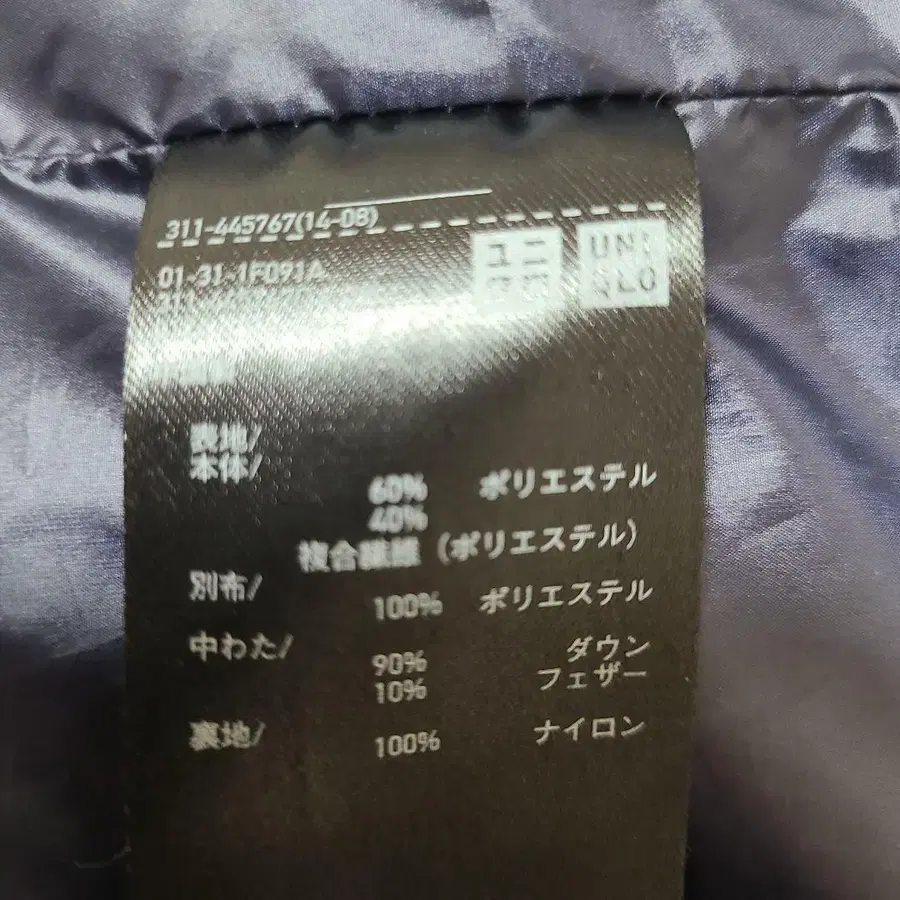 311-445767(14-08)
01-31-1F091A
ユニ
クロ
UNI
QLO
表地/
本体/
60% ポリエステル
40%
複合繊維（ポリエステル）
別布/
100% ポリエステル
中わた/
90% ダウン
10% フェザー
裏地/
100% ナイロン